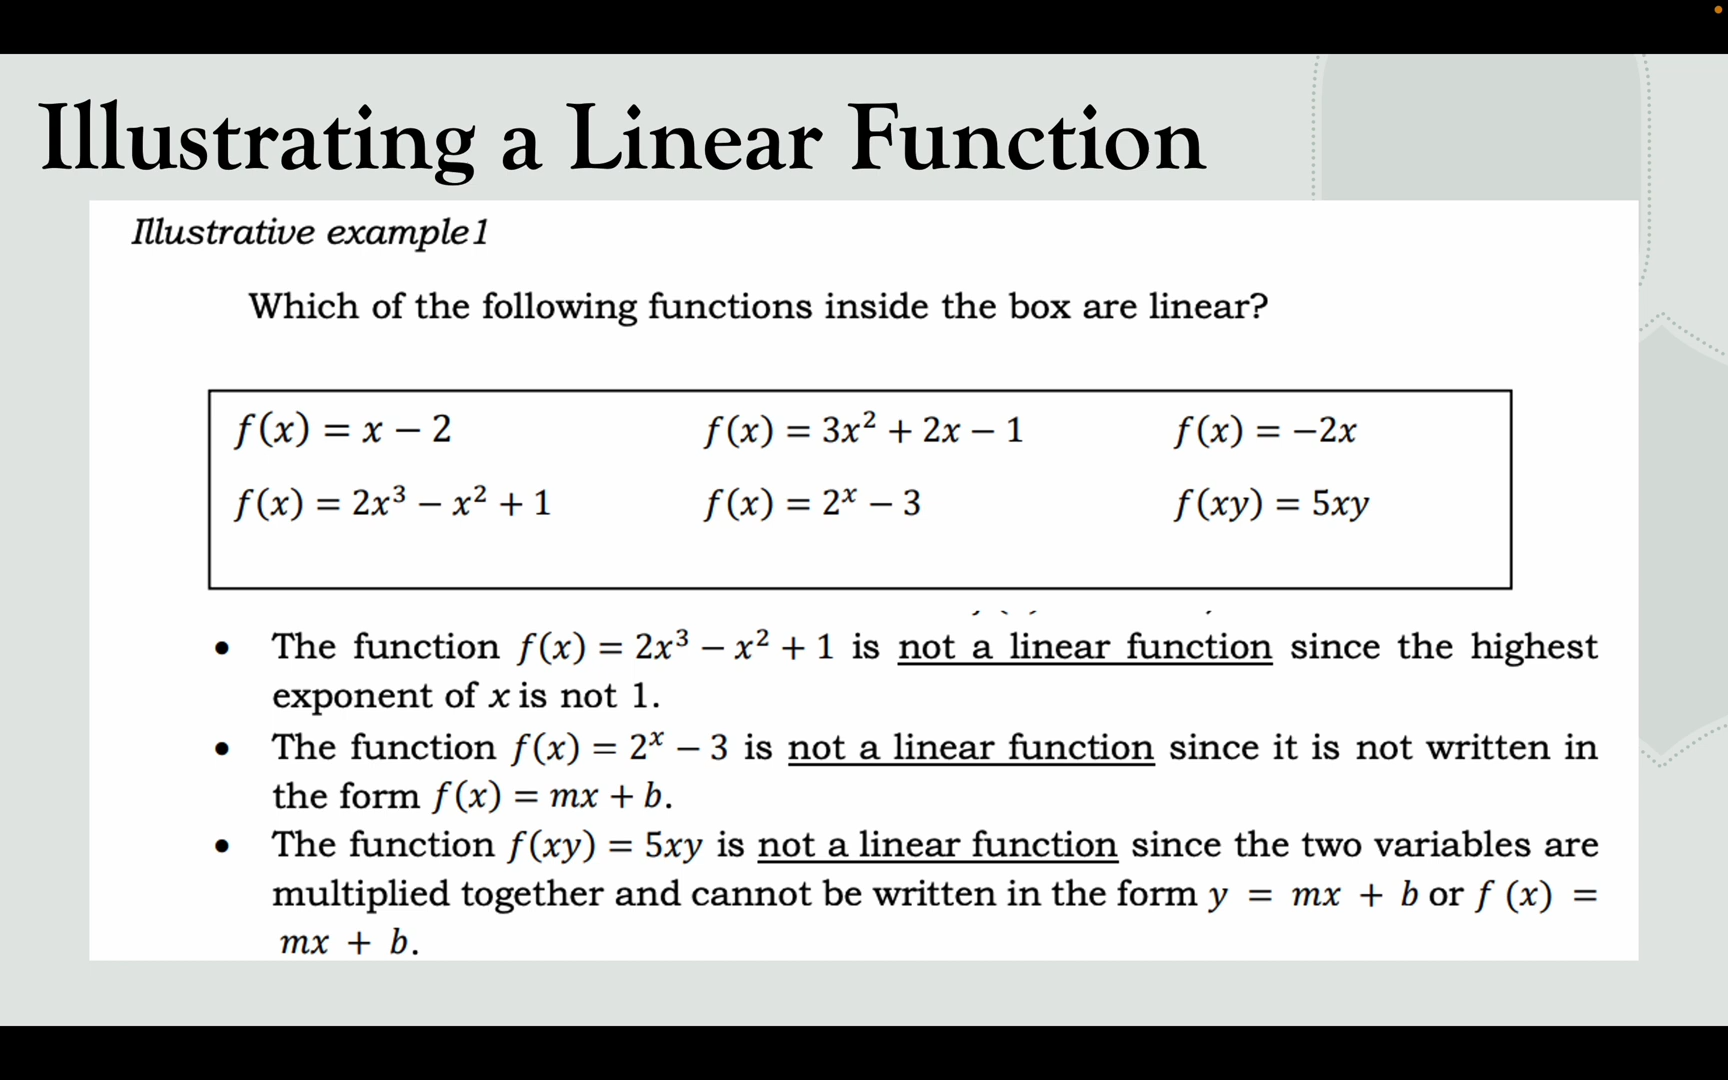 Illustrating a Linear Function
Illustrative example1
Which of the following functions inside the box are linear?
f(x) = x − 2 f(x) = 3x² + 2x − 1 f(x) = −2x
f(x) = 2x³ − x² + 1 f(x) = 2ˣ − 3 f(xy) = 5xy
• The function f(x) = 2x³ − x² + 1 is not a linear function since the highest
exponent of x is not 1.
• The function f(x) = 2ˣ − 3 is not a linear function since it is not written in
the form f(x) = mx + b.
• The function f(xy) = 5xy is not a linear function since the two variables are
multiplied together and cannot be written in the form y = mx + b or f (x) =
mx + b.